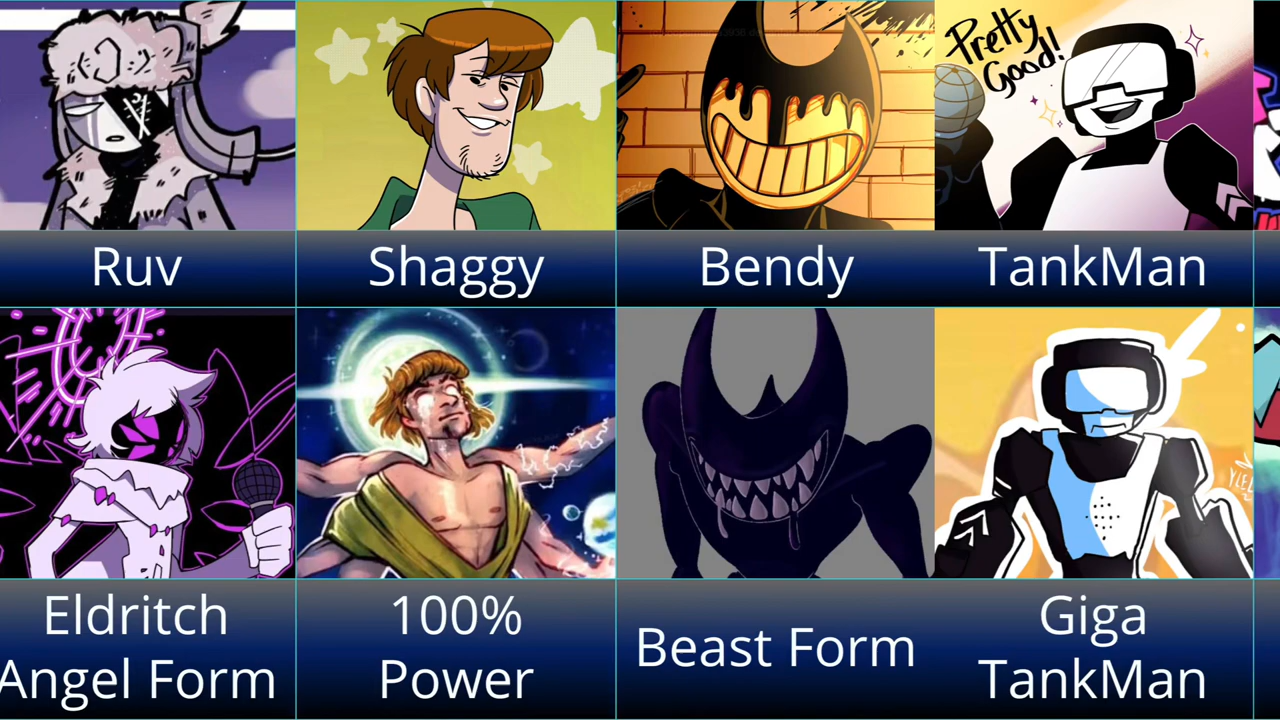 Pretty
Good!
Ruv
Shaggy
Bendy
TankMan
Eldritch
Angel Form
100%
Power
Beast Form
Giga
TankMan